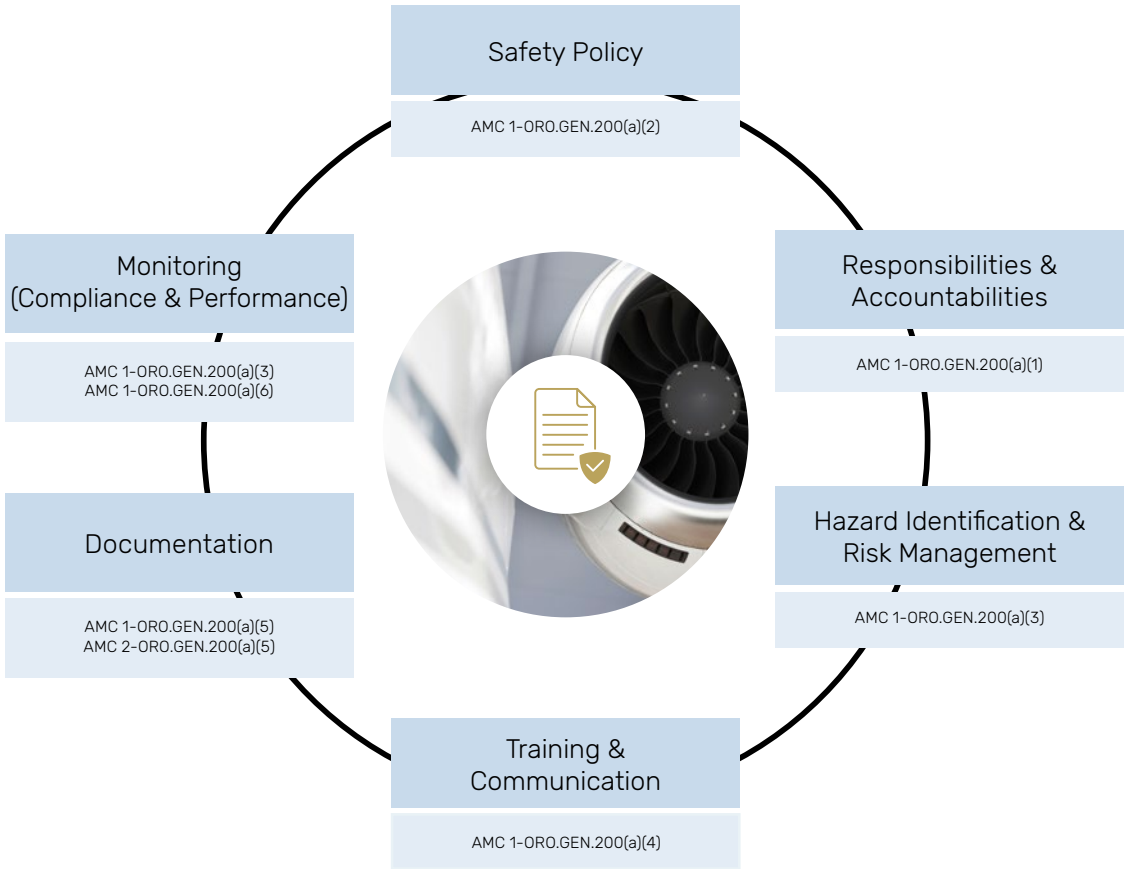 Safety Policy
AMC 1-ORO.GEN.200(a)(2)
Responsibilities &
Accountabilities
AMC 1-ORO.GEN.200(a)(1)
Hazard Identification &
Risk Management
AMC 1-ORO.GEN.200(a)(3)
Training &
Communication
AMC 1-ORO.GEN.200(a)(4)
Documentation
AMC 1-ORO.GEN.200(a)(5)
AMC 2-ORO.GEN.200(a)(5)
Monitoring
(Compliance & Performance)
AMC 1-ORO.GEN.200(a)(3)
AMC 1-ORO.GEN.200(a)(6)